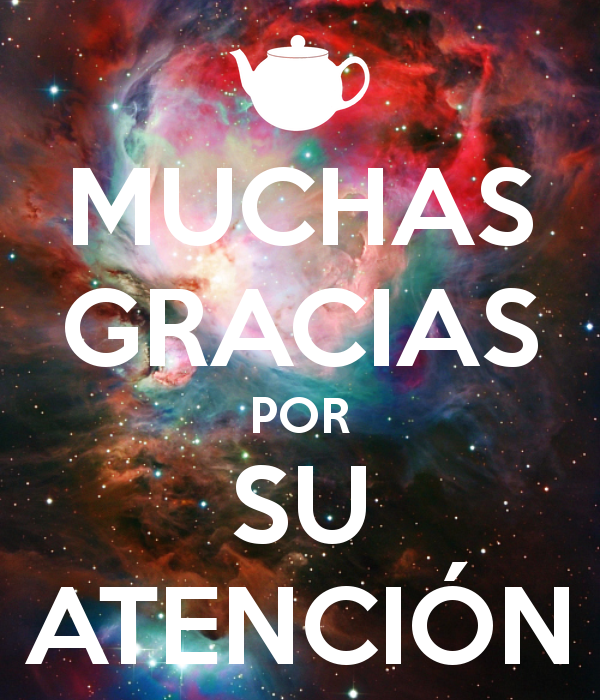 MUCHAS
GRACIAS
POR
SU
ATENCIÓN